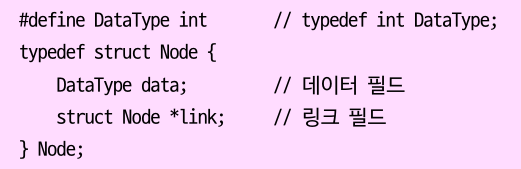 #define DataType int // typedef int DataType;
typedef struct Node {
DataType data; // 데이터 필드
struct Node *link; // 링크 필드
} Node;